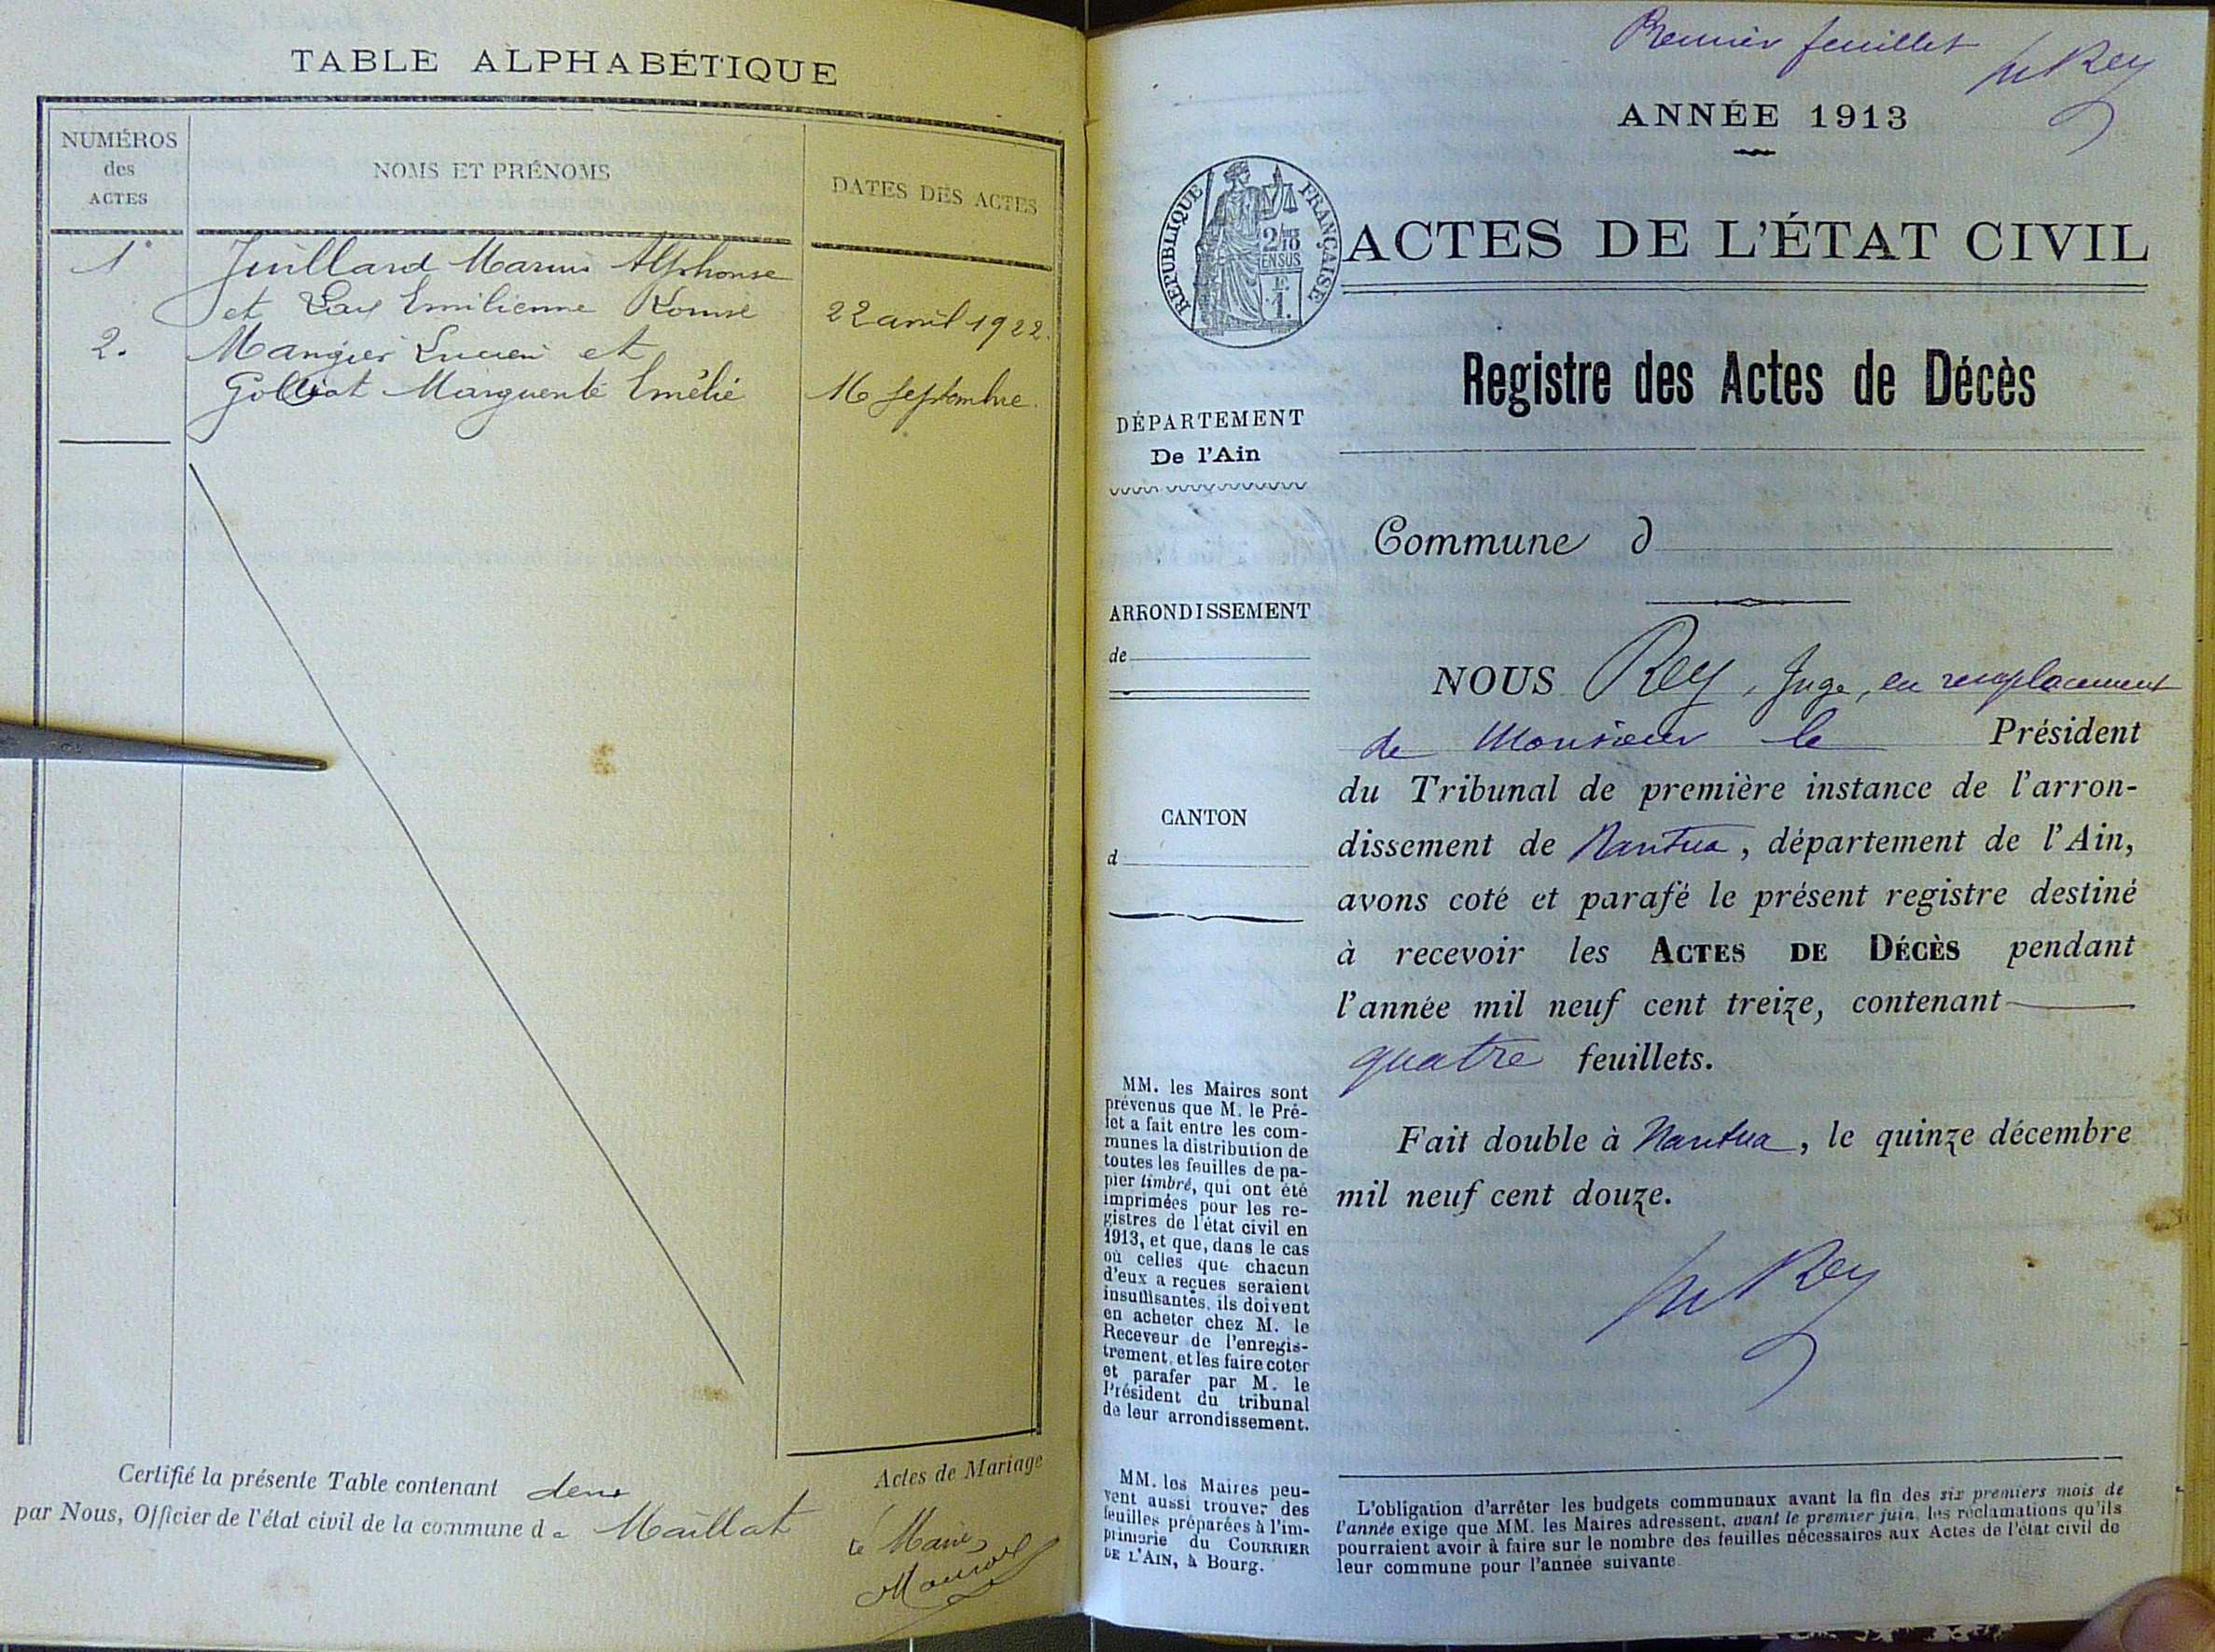 TABLE ALPHABÉTIQUE
NUMÉROS
des
ACTES
NOMS ET PRÉNOMS
DATES DES ACTES
1°
Juillard Marius Alphonse
et Emilienne
22 avril 1922.
2.
Mangier Lucien et
Golliot Marguerite Emélie
16 septembre.
Certifié la présente Table contenant deux
Actes de Mariage
par Nous, Officier de l'état civil de la commune de Maillat
Le Maire
Premier feuillet
Rey
ANNÉE 1913
RÉPUBLIQUE FRANÇAISE
ACTES DE L'ÉTAT CIVIL
Registre des Actes de Décès
DÉPARTEMENT
De l'Ain
Commune d
ARRONDISSEMENT
de
CANTON
d
NOUS Rey, Juge, en remplacement
de Monsieur le Président
du Tribunal de première instance de l'arron-
dissement de Nantua, département de l'Ain,
avons coté et parafé le présent registre destiné
à recevoir les ACTES DE DÉCÈS pendant
l'année mil neuf cent treize, contenant
quatre feuillets.
Fait double à Nantua, le quinze décembre
mil neuf cent douze.
Rey
MM. les Maires sont
prévenus que M. le Pré-
fet a fait entre les com-
munes la distribution de
toutes les feuilles de pa-
pier timbré, qui ont été
imprimées pour les re-
gistres de l'état civil en
1913, et que, dans le cas
où celles que chacun
d'eux a reçues seraient
insuffisantes, ils doivent
en acheter chez M. le
Receveur de l'enregis-
trement, et les faire coter
et parafer par M. le
Président du tribunal
de leur arrondissement.
MM. les Maires peu-
vent aussi trouver des
feuilles préparées à l'im-
primerie du COURRIER
DE L'AIN, à Bourg.
L'obligation d'arrêter les budgets communaux avant la fin des six premiers mois de
l'année exige que MM. les Maires adressent, avant le premier juin, les réclamations qu'ils
pourraient avoir à faire sur le nombre des feuilles nécessaires aux Actes de l'état civil de
leur commune pour l'année suivante.